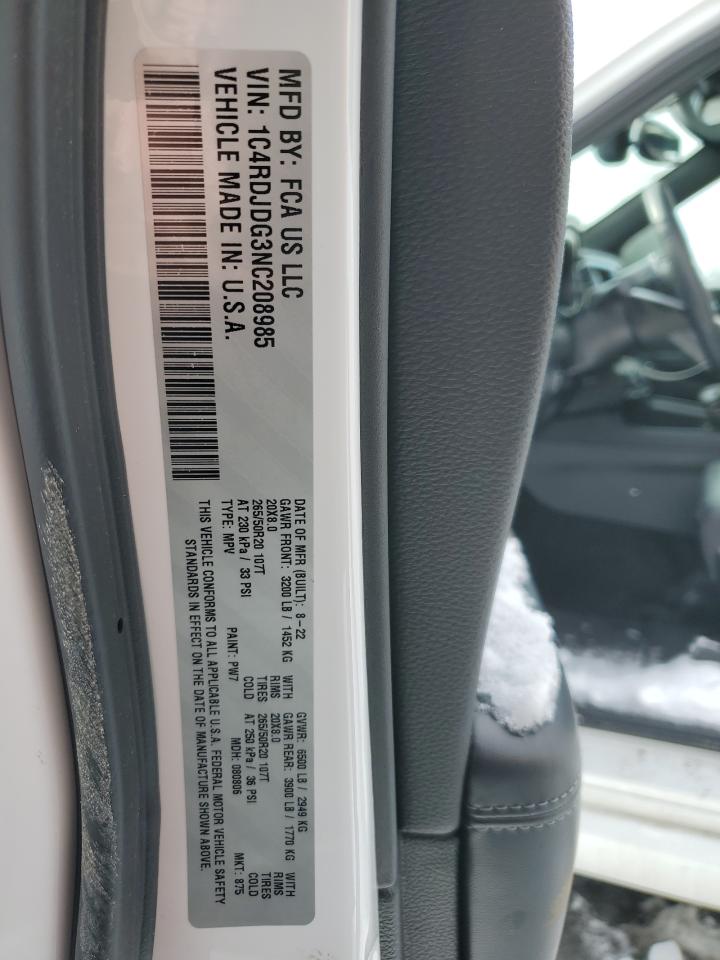 MFD BY: FCA US LLC
VIN: 1C4RDJDG3NC208985
VEHICLE MADE IN: U.S.A.
DATE OF MFR (BUILT): 8-22 GVWR: 6500 LB / 2949 KG
GAWR FRONT: 3200 LB / 1452 KG WITH GAWR REAR: 3900 LB / 1770 KG WITH
20X8.0 RIMS 20X8.0 RIMS
265/50R20 107T TIRES 265/50R20 107T TIRES
AT 230 kPa / 33 PSI COLD AT 250 kPa / 36 PSI COLD
TYPE: MPV PAINT: PW7 MDH: 080806 MKT: 875
THIS VEHICLE CONFORMS TO ALL APPLICABLE U.S.A. FEDERAL MOTOR VEHICLE SAFETY
STANDARDS IN EFFECT ON THE DATE OF MANUFACTURE SHOWN ABOVE.